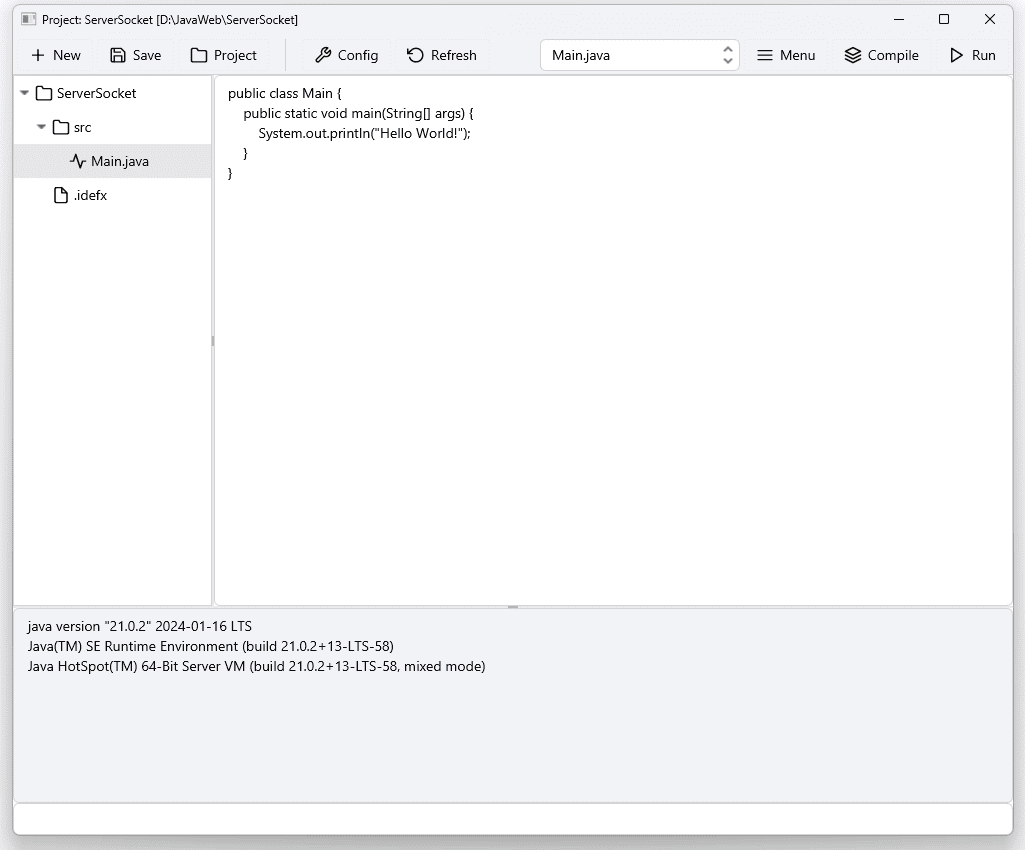 Project: ServerSocket [D:\JavaWeb\ServerSocket]
New Save Project Config Refresh Main.java Menu Compile Run
ServerSocket
src
Main.java
.idefx
public class Main {
    public static void main(String[] args) {
        System.out.println("Hello World!");
    }
}
java version "21.0.2" 2024-01-16 LTS
Java(TM) SE Runtime Environment (build 21.0.2+13-LTS-58)
Java HotSpot(TM) 64-Bit Server VM (build 21.0.2+13-LTS-58, mixed mode)